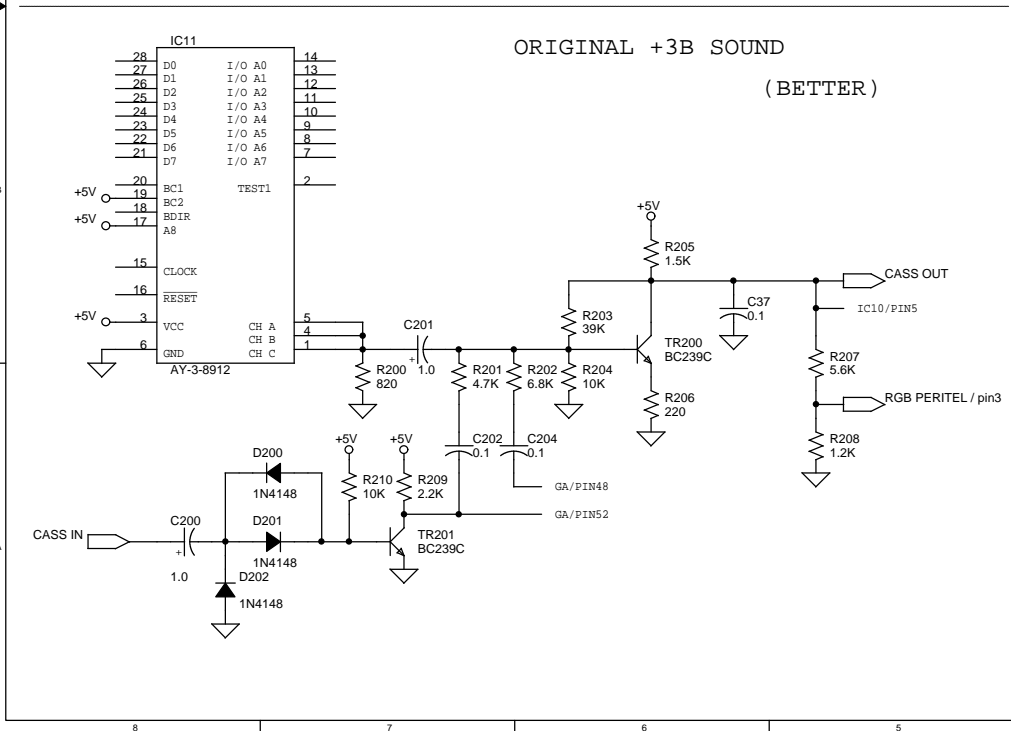 ORIGINAL +3B SOUND
(BETTER)
IC11
28 D0 I/O A0 14
27 D1 I/O A1 13
26 D2 I/O A2 12
25 D3 I/O A3 11
24 D4 I/O A4 10
23 D5 I/O A5 9
22 D6 I/O A6 8
21 D7 I/O A7 7
20 BC1 TEST1 2
+5V 19 BC2
18 BDIR
+5V 17 A8
15 CLOCK
16 RESET
+5V 3 VCC CH A 5
CH B 4
6 GND CH C 1
AY-3-8912
+5V
R205
1.5K
CASS OUT
C37
0.1
IC10/PIN5
R203
39K
C201
+ 1.0
TR200
BC239C
R200
820
R201
4.7K
R202
6.8K
R204
10K
R207
5.6K
R206
220
RGB PERITEL / pin3
R208
1.2K
C202
0.1
C204
0.1
GA/PIN48
GA/PIN52
+5V
+5V
R210
10K
R209
2.2K
D200
1N4148
CASS IN
C200
+
1.0
D201
1N4148
D202
1N4148
TR201
BC239C
8 7 6 5